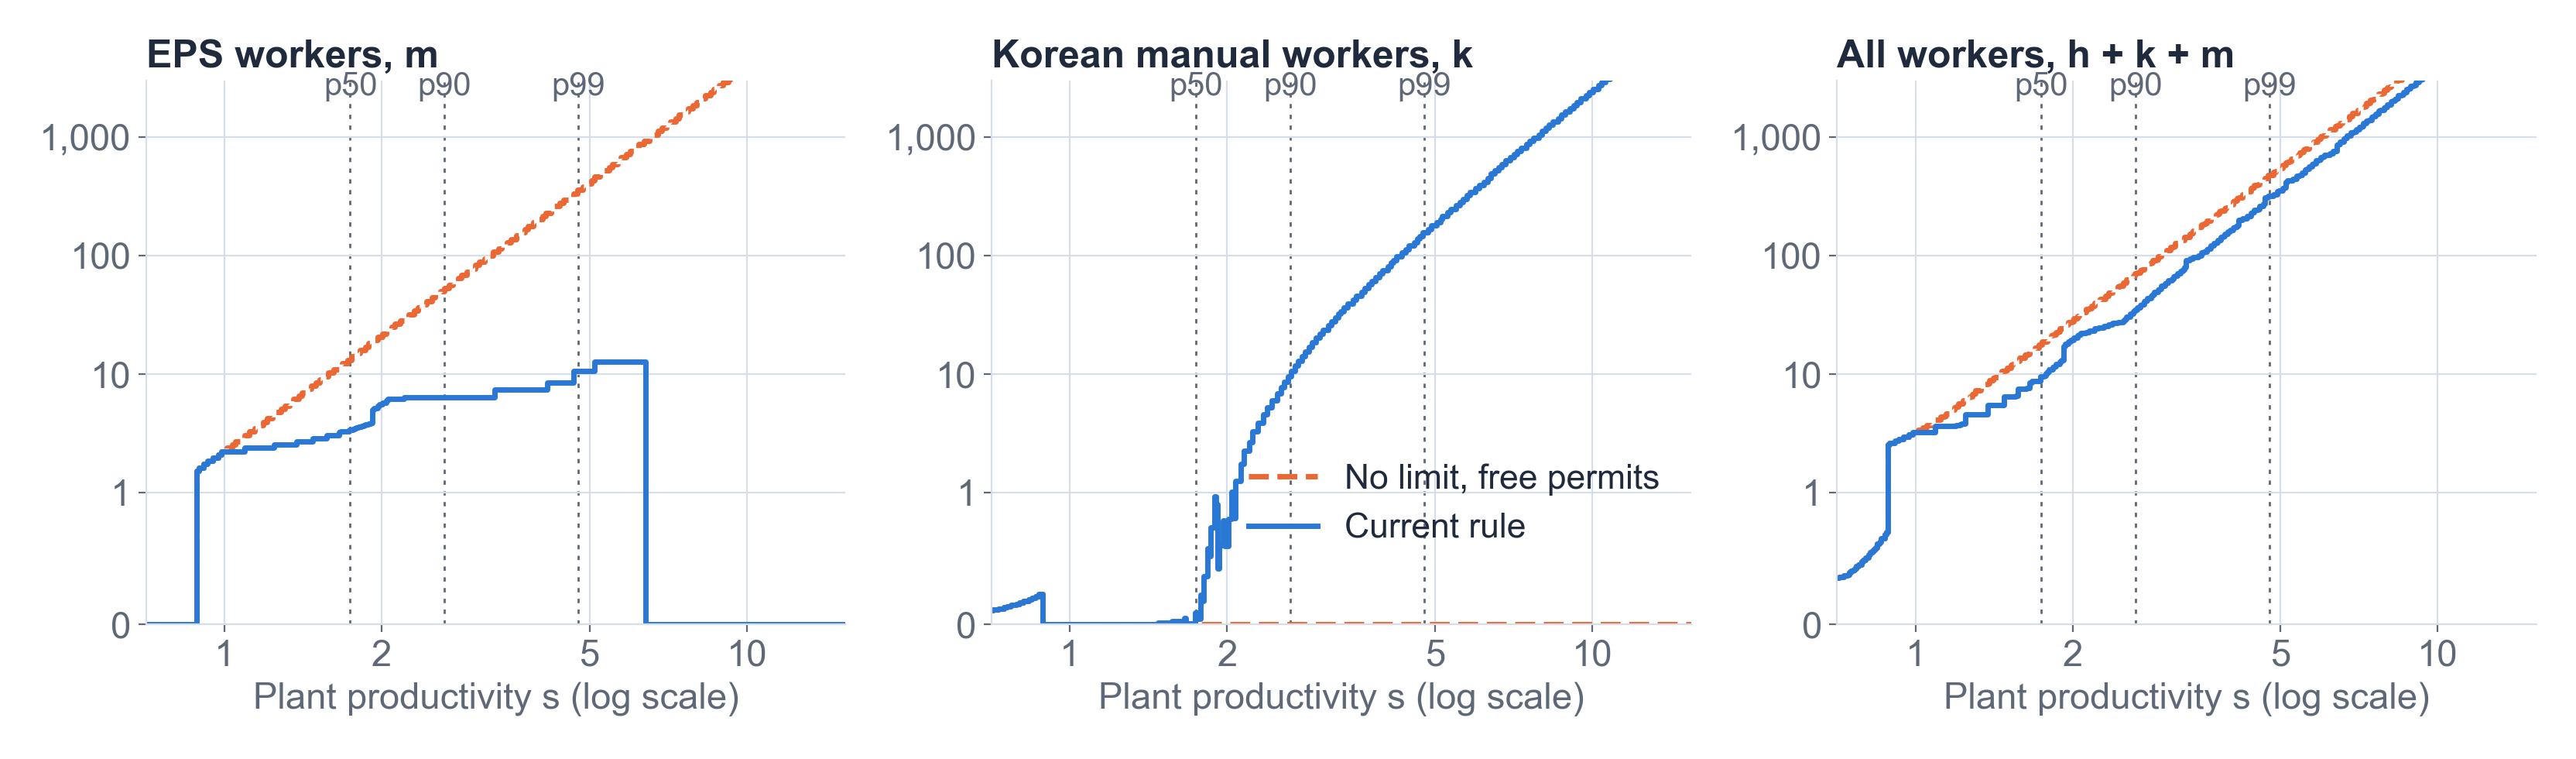 EPS workers, m
p50 p90 p99
1,000
100
10
1
0
1 2 5 10
Plant productivity s (log scale)
Korean manual workers, k
p50 p90 p99
1,000
100
10
1
0
No limit, free permits
Current rule
1 2 5 10
Plant productivity s (log scale)
All workers, h + k + m
p50 p90 p99
1,000
100
10
1
0
1 2 5 10
Plant productivity s (log scale)